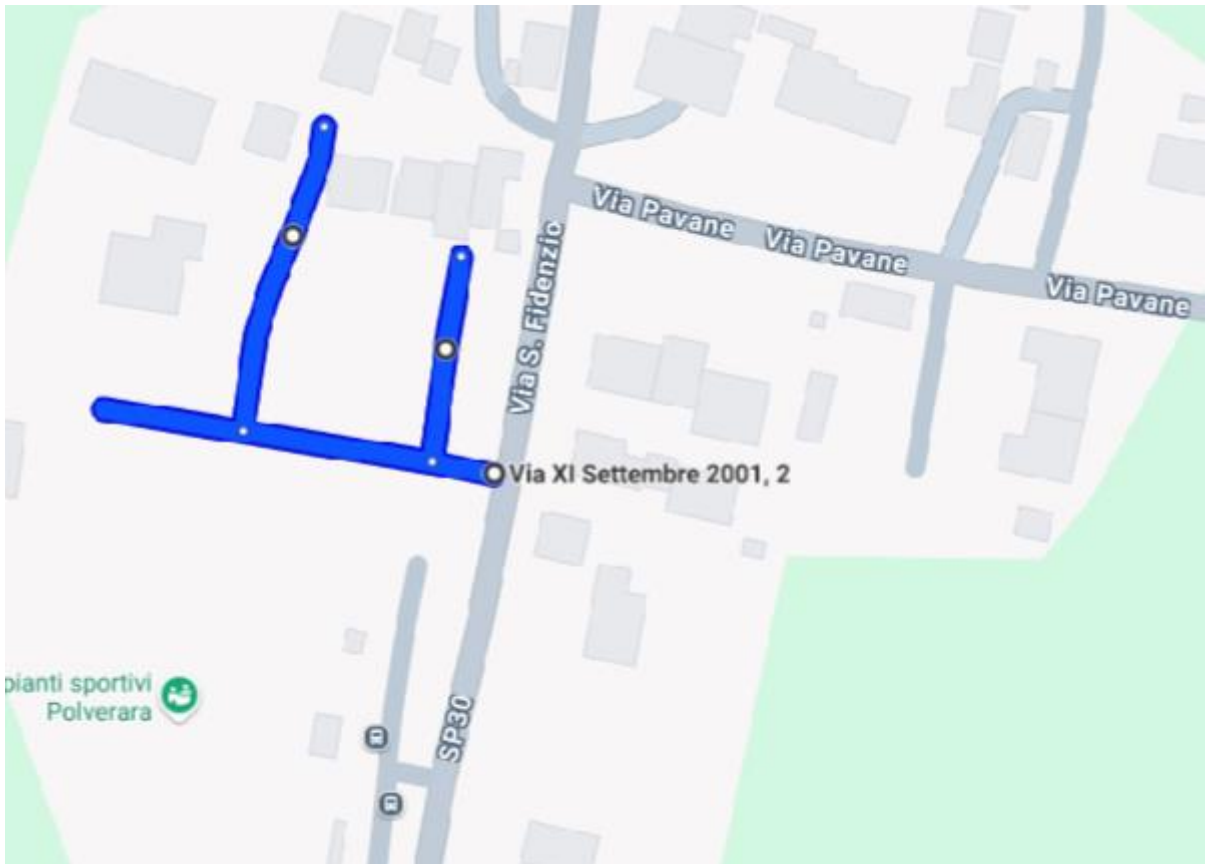 Via Pavane
Via Pavane
Via Pavane
Via S. Fidenzio
Via XI Settembre 2001, 2
pianti sportivi
Polverara
SP30